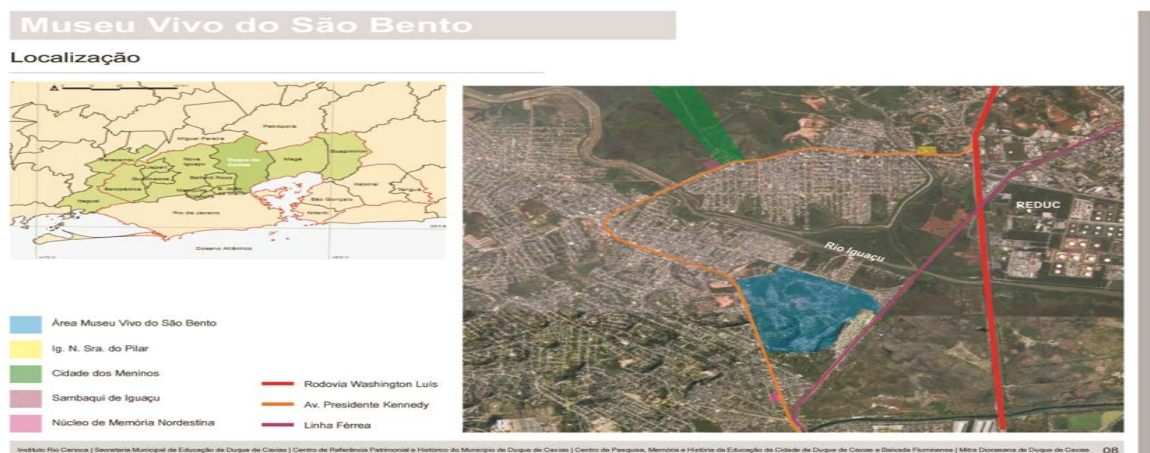 Museu Vivo do São Bento
Localização
Petrópolis
Miguel Pereira
Guapimirim
Paracambi
Nova Iguaçu
Duque de Caxias
Magé
Japeri
Queimados
Belford Roxo
Seropédica
S. João
Itaguaí
Itaboraí
Tanguá
São Gonçalo
Rio de Janeiro
Niterói
Oceano Atlântico
REDUC
Rio Iguaçu
Área Museu Vivo do São Bento
Ig. N. Sra. do Pilar
Cidade dos Meninos
Sambaqui de Iguaçu
Núcleo de Memória Nordestina
Rodovia Washington Luis
Av. Presidente Kennedy
Linha Férrea
Instituto Rio Carioca | Secretaria Municipal de Educação de Duque de Caxias | Centro de Referência Patrimonial e Histórico do Município de Duque de Caxias | Centro de Pesquisa, Memória e História da Educação da Cidade de Duque de Caxias e Baixada Fluminense | Mitra Diocesana de Duque de Caxias 08